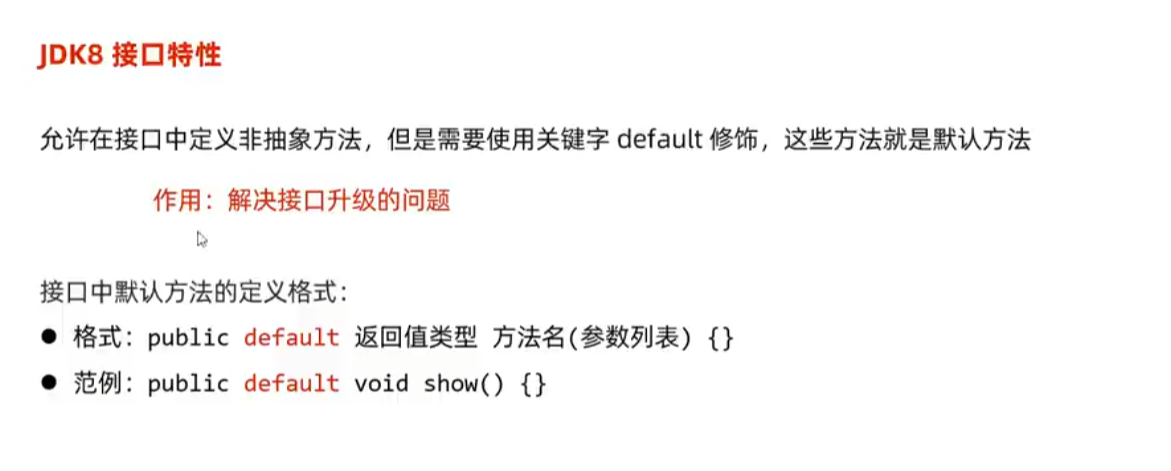 JDK8 接口特性
允许在接口中定义非抽象方法，但是需要使用关键字 default 修饰，这些方法就是默认方法
作用：解决接口升级的问题
接口中默认方法的定义格式：
● 格式：public default 返回值类型 方法名(参数列表) {}
● 范例：public default void show() {}